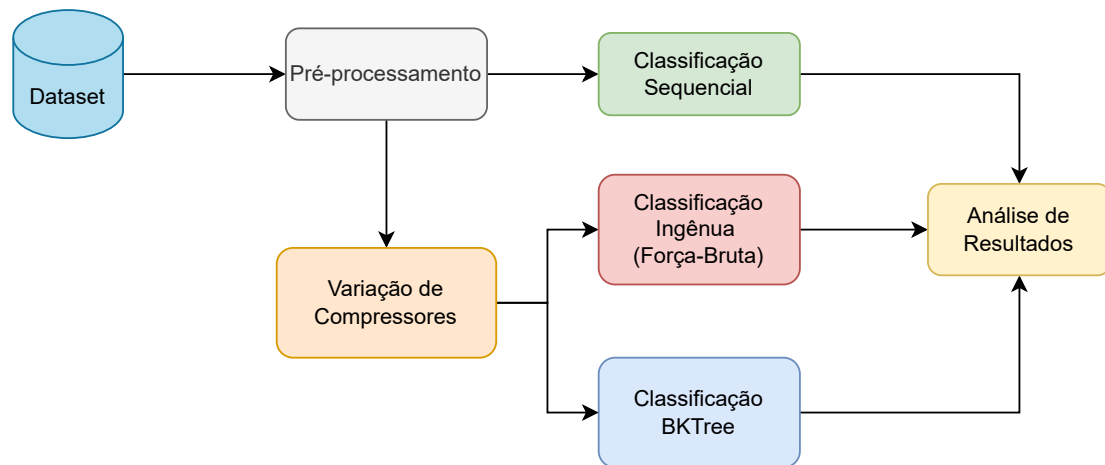 Dataset
Pré-processamento
Classificação
Sequencial
Classificação
Ingênua
(Força-Bruta)
Análise de
Resultados
Variação de
Compressores
Classificação
BKTree